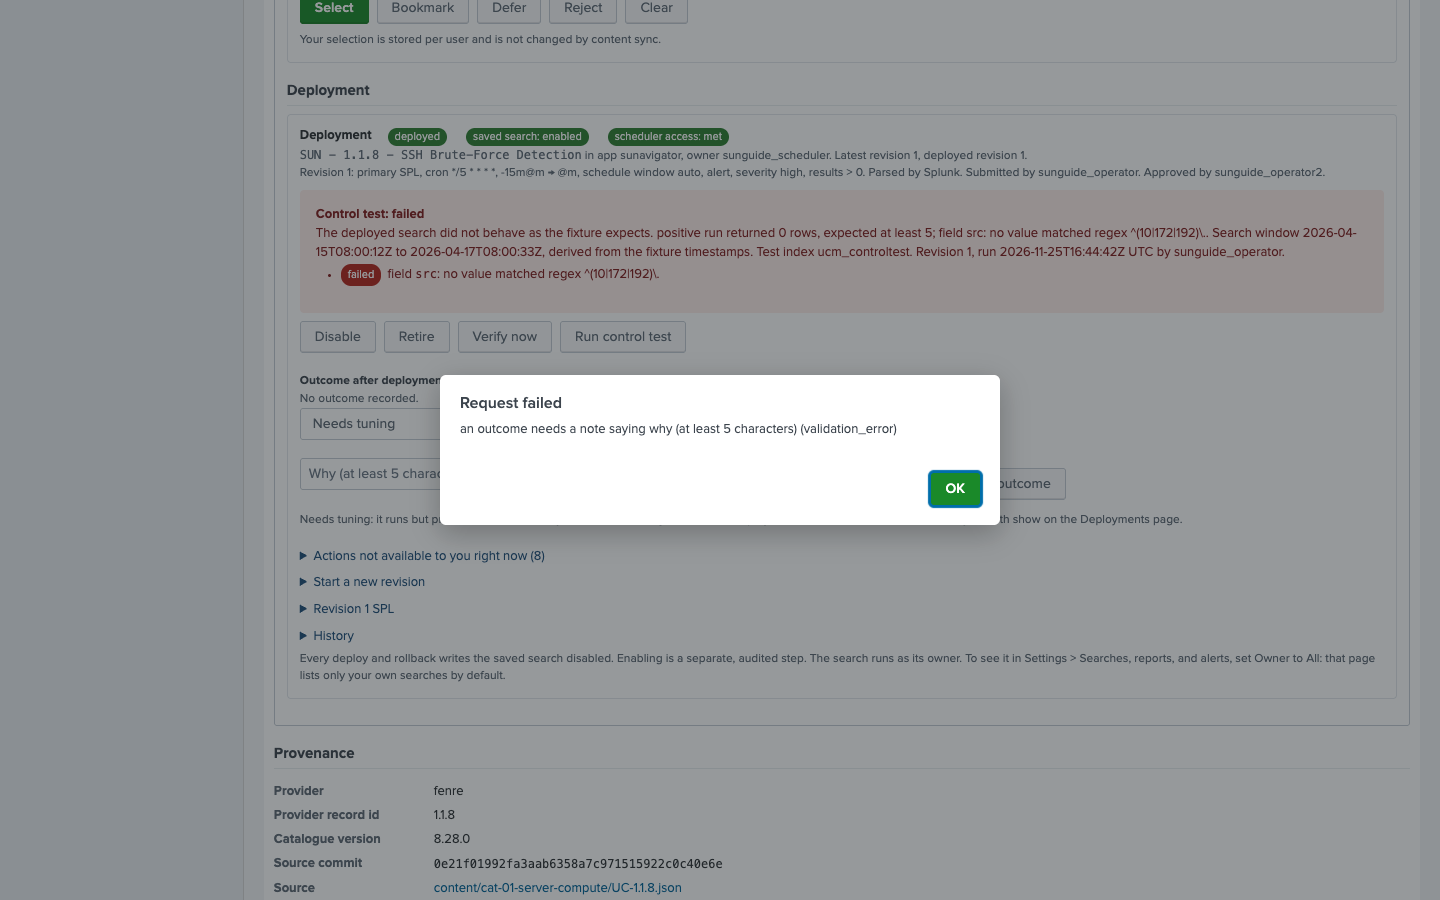 Select
Bookmark
Defer
Reject
Clear
Your selection is stored per user and is not changed by content sync.
Deployment
Deployment
deployed
saved search: enabled
scheduler access: met
SUN - 1.1.8 - SSH Brute-Force Detection in app sunavigator, owner sunguide_scheduler. Latest revision 1, deployed revision 1.
Revision 1: primary SPL, cron */5 * * * *, -15m@m → @m, schedule window auto, alert, severity high, results > 0. Parsed by Splunk. Submitted by sunguide_operator. Approved by sunguide_operator2.
Control test: failed
The deployed search did not behave as the fixture expects. positive run returned 0 rows, expected at least 5; field src: no value matched regex ^(10|172|192)\.. Search window 2026-04-
15T08:00:12Z to 2026-04-17T08:00:33Z, derived from the fixture timestamps. Test index ucm_controltest. Revision 1, run 2026-11-25T16:44:42Z UTC by sunguide_operator.
failed field src: no value matched regex ^(10|172|192)\.
Disable
Retire
Verify now
Run control test
Outcome after deploymen
No outcome recorded.
Needs tuning
Request failed
an outcome needs a note saying why (at least 5 characters) (validation_error)
OK
Why (at least 5 charac
outcome
Needs tuning: it runs but p
th show on the Deployments page.
Actions not available to you right now (8)
Start a new revision
Revision 1 SPL
History
Every deploy and rollback writes the saved search disabled. Enabling is a separate, audited step. The search runs as its owner. To see it in Settings > Searches, reports, and alerts, set Owner to All: that page
lists only your own searches by default.
Provenance
Provider fenre
Provider record id 1.1.8
Catalogue version 8.28.0
Source commit 0e21f01992fa3aab6358a7c971515922c0c40e6e
Source content/cat-01-server-compute/UC-1.1.8.json